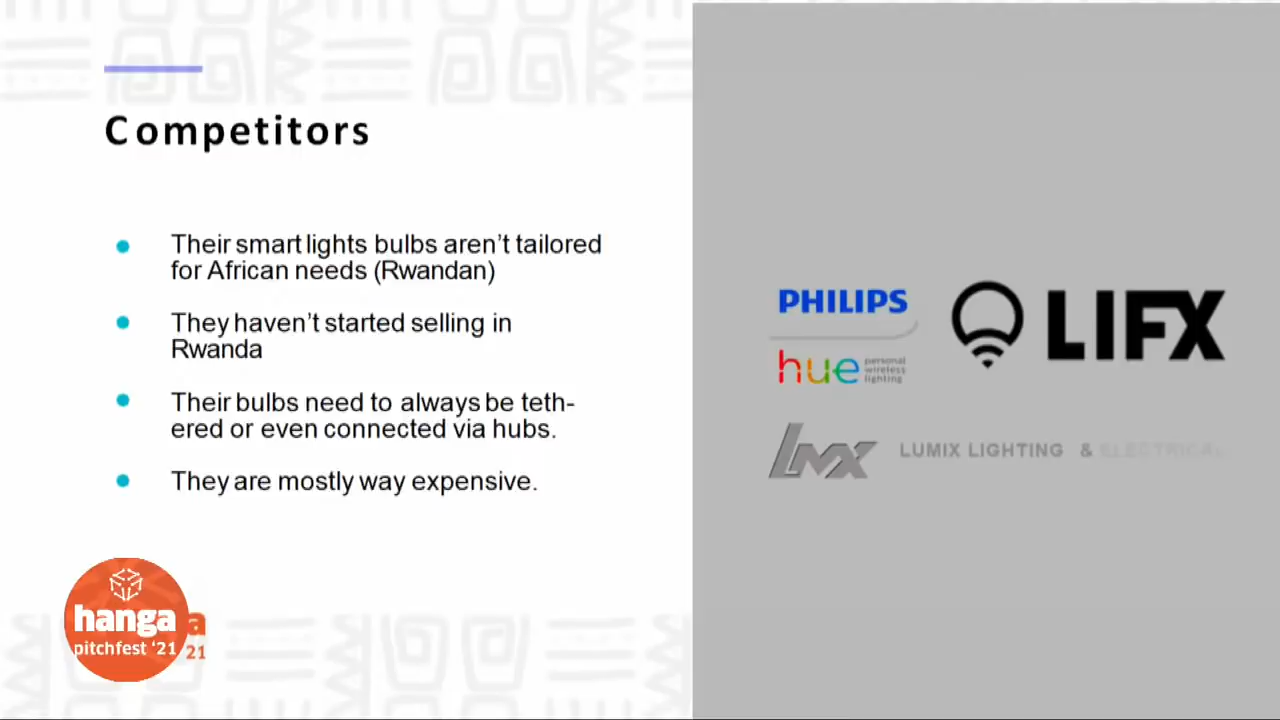 Competitors
Their smart lights bulbs aren't tailored
for African needs (Rwandan)
They haven't started selling in
Rwanda
Their bulbs need to always be teth-
ered or even connected via hubs.
They are mostly way expensive.
PHILIPS
hue personal
wireless
lighting
LIFX
LMX
LUMIX LIGHTING & ELECTRICAL
hanga
pitchfest '21
a
21